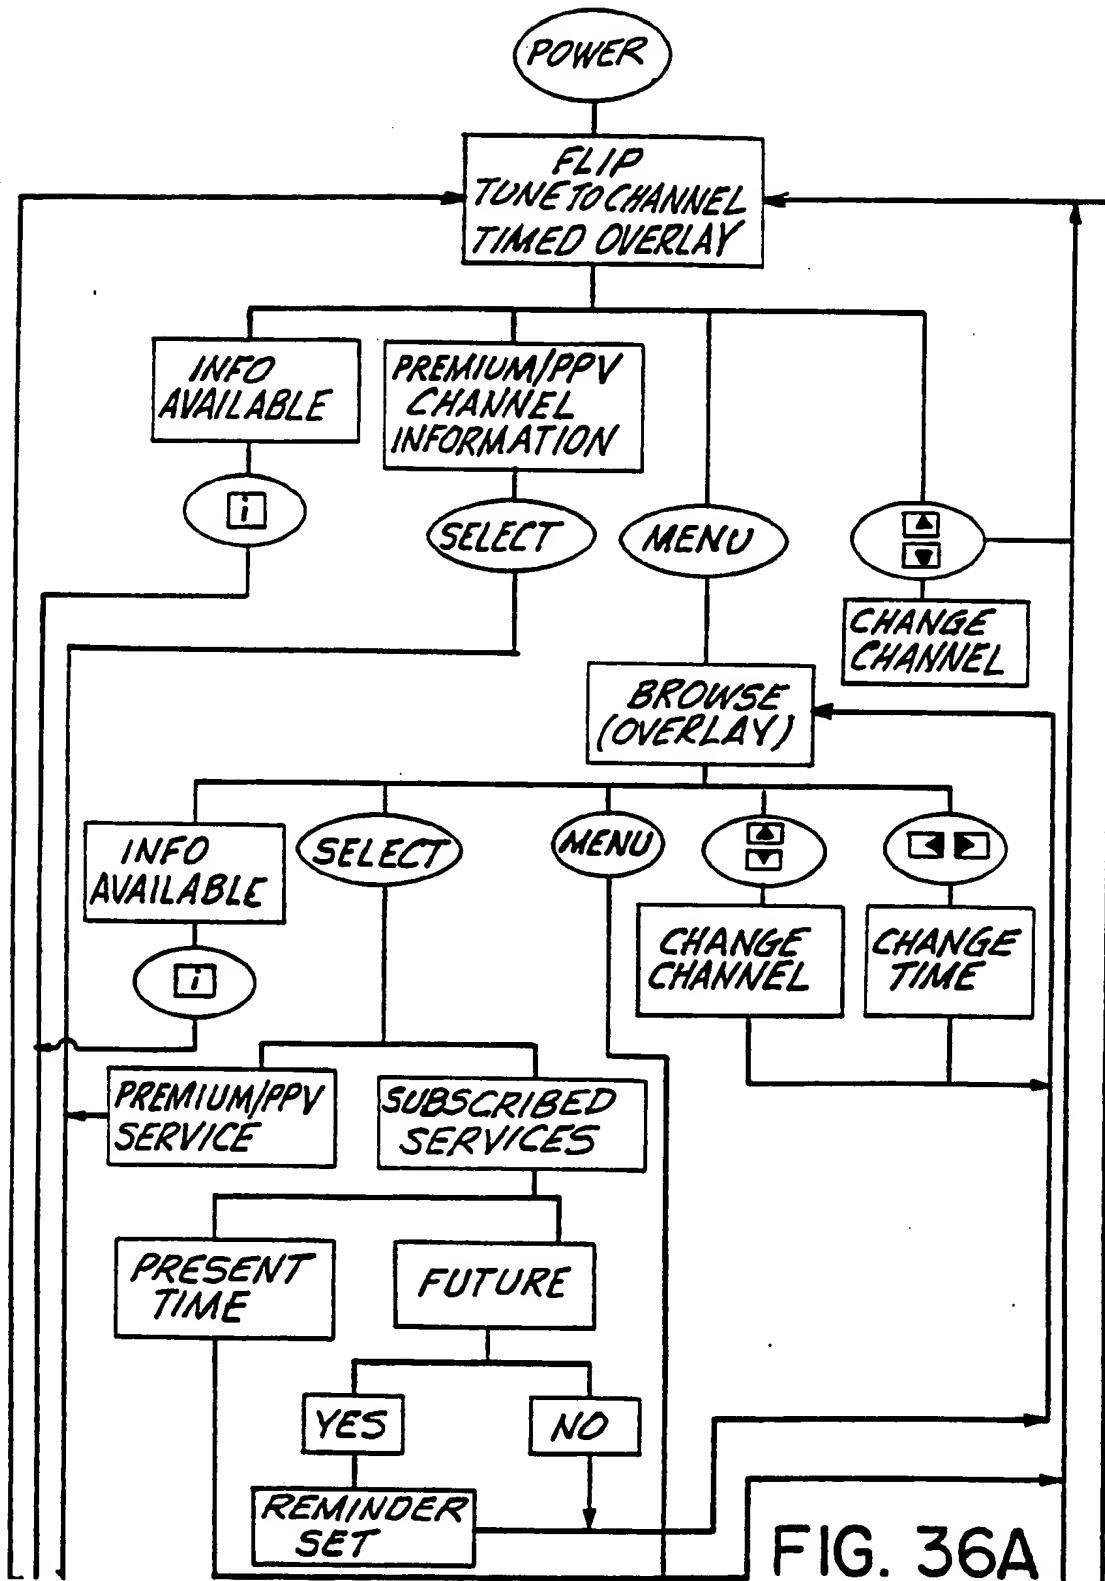 POWER
FLIP
TUNE TO CHANNEL
TIMED OVERLAY
INFO
AVAILABLE
PREMIUM/PPV
CHANNEL
INFORMATION
i
SELECT
MENU
CHANGE
CHANNEL
BROWSE
(OVERLAY)
INFO
AVAILABLE
SELECT
MENU
i
CHANGE
CHANNEL
CHANGE
TIME
PREMIUM/PPV
SERVICE
SUBSCRIBED
SERVICES
PRESENT
TIME
FUTURE
YES
NO
REMINDER
SET
FIG. 36A